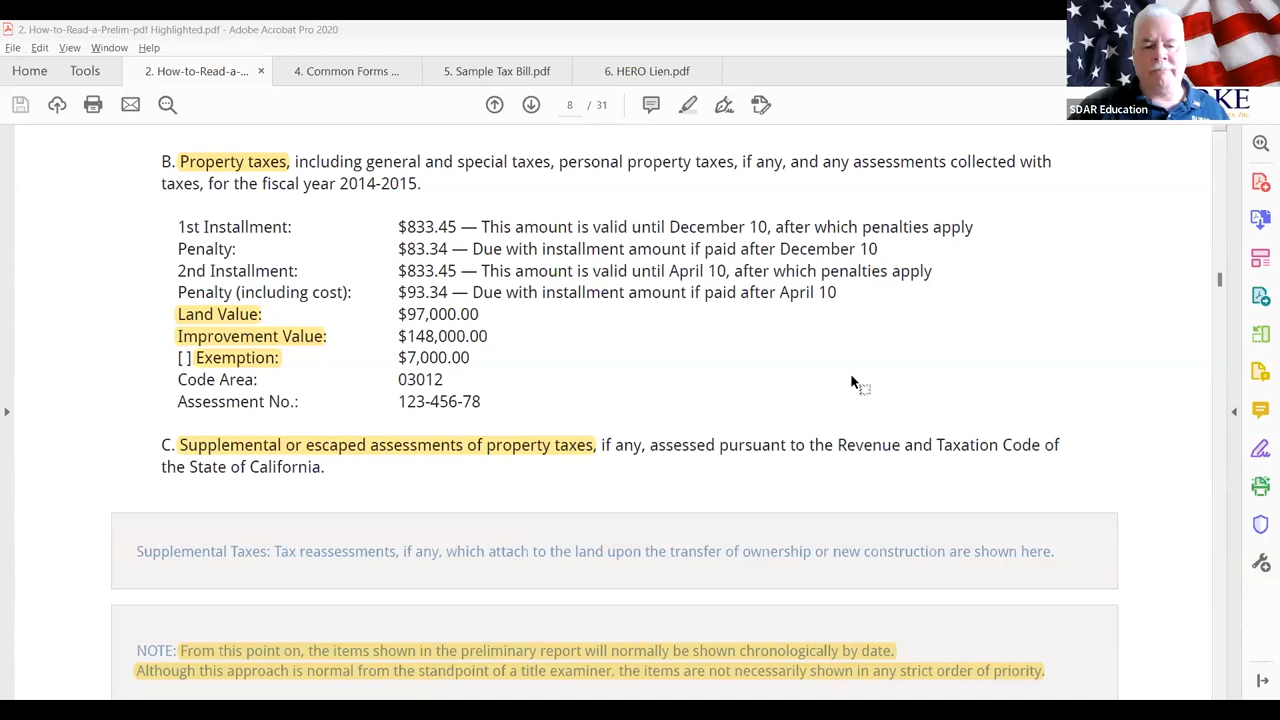 2. How-to-Read-a-Prelim-pdf Highlighted.pdf - Adobe Acrobat Pro 2020
File Edit View Window Help
Home Tools 2. How-to-Read-a-... × 4. Common Forms ... 5. Sample Tax Bill.pdf 6. HERO Lien.pdf
8 / 31
SDAR Education
RKE
B. Property taxes, including general and special taxes, personal property taxes, if any, and any assessments collected with
taxes, for the fiscal year 2014-2015.
1st Installment: $833.45 — This amount is valid until December 10, after which penalties apply
Penalty: $83.34 — Due with installment amount if paid after December 10
2nd Installment: $833.45 — This amount is valid until April 10, after which penalties apply
Penalty (including cost): $93.34 — Due with installment amount if paid after April 10
Land Value: $97,000.00
Improvement Value: $148,000.00
[ ] Exemption: $7,000.00
Code Area: 03012
Assessment No.: 123-456-78
C. Supplemental or escaped assessments of property taxes, if any, assessed pursuant to the Revenue and Taxation Code of
the State of California.
Supplemental Taxes: Tax reassessments, if any, which attach to the land upon the transfer of ownership or new construction are shown here.
NOTE: From this point on, the items shown in the preliminary report will normally be shown chronologically by date.
Although this approach is normal from the standpoint of a title examiner, the items are not necessarily shown in any strict order of priority.